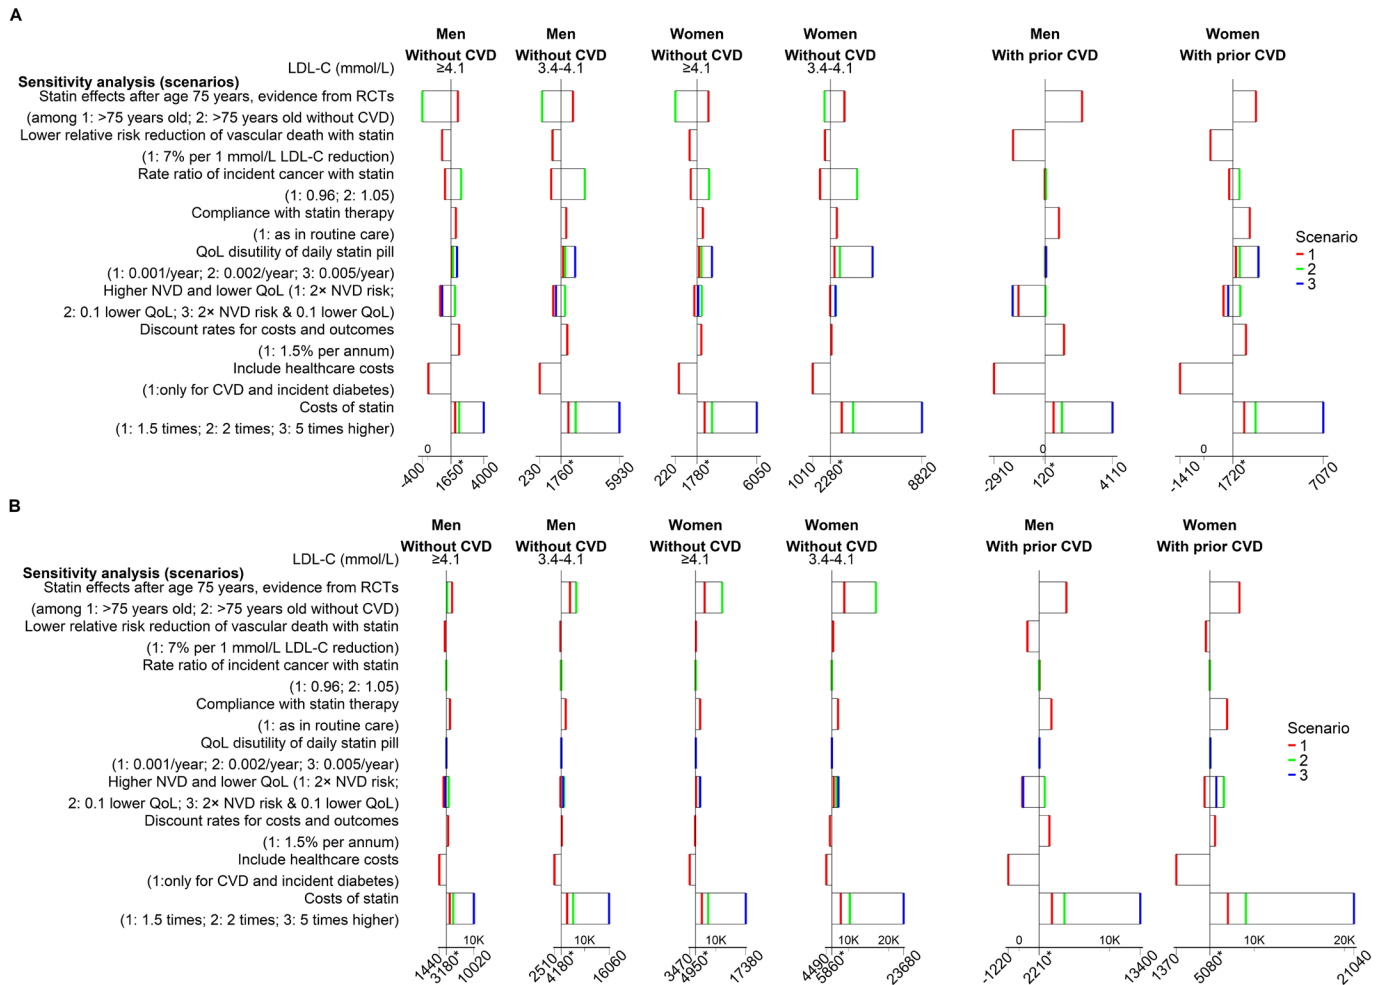 A
Men Men Women Women Men Women
Without CVD Without CVD Without CVD Without CVD With prior CVD With prior CVD
LDL-C (mmol/L) ≥4.1 3.4-4.1 ≥4.1 3.4-4.1
Sensitivity analysis (scenarios)
Statin effects after age 75 years, evidence from RCTs
(among 1: >75 years old; 2: >75 years old without CVD)
Lower relative risk reduction of vascular death with statin
(1: 7% per 1 mmol/L LDL-C reduction)
Rate ratio of incident cancer with statin
(1: 0.96; 2: 1.05)
Compliance with statin therapy
(1: as in routine care)
QoL disutility of daily statin pill
(1: 0.001/year; 2: 0.002/year; 3: 0.005/year)
Higher NVD and lower QoL (1: 2× NVD risk;
2: 0.1 lower QoL; 3: 2× NVD risk & 0.1 lower QoL)
Discount rates for costs and outcomes
(1: 1.5% per annum)
Include healthcare costs
(1:only for CVD and incident diabetes)
Costs of statin
(1: 1.5 times; 2: 2 times; 3: 5 times higher)
Scenario
1
2
3
0 0 0
-400 1650* 4000 230 1760* 5930 220 1780* 6050 1010 2280* 8820 -2910 120* 4110 -1410 1720* 7070
B
Men Men Women Women Men Women
Without CVD Without CVD Without CVD Without CVD With prior CVD With prior CVD
LDL-C (mmol/L) ≥4.1 3.4-4.1 ≥4.1 3.4-4.1
Sensitivity analysis (scenarios)
Statin effects after age 75 years, evidence from RCTs
(among 1: >75 years old; 2: >75 years old without CVD)
Lower relative risk reduction of vascular death with statin
(1: 7% per 1 mmol/L LDL-C reduction)
Rate ratio of incident cancer with statin
(1: 0.96; 2: 1.05)
Compliance with statin therapy
(1: as in routine care)
QoL disutility of daily statin pill
(1: 0.001/year; 2: 0.002/year; 3: 0.005/year)
Higher NVD and lower QoL (1: 2× NVD risk;
2: 0.1 lower QoL; 3: 2× NVD risk & 0.1 lower QoL)
Discount rates for costs and outcomes
(1: 1.5% per annum)
Include healthcare costs
(1:only for CVD and incident diabetes)
Costs of statin
(1: 1.5 times; 2: 2 times; 3: 5 times higher)
Scenario
1
2
3
10K 10K 10K 10K 20K 0 10K 10K 20K
1440 3180* 10020 2510 4180* 16060 3470 4950* 17380 4490 5860* 23680 -1220 2210* 13400 1370 5080* 21040